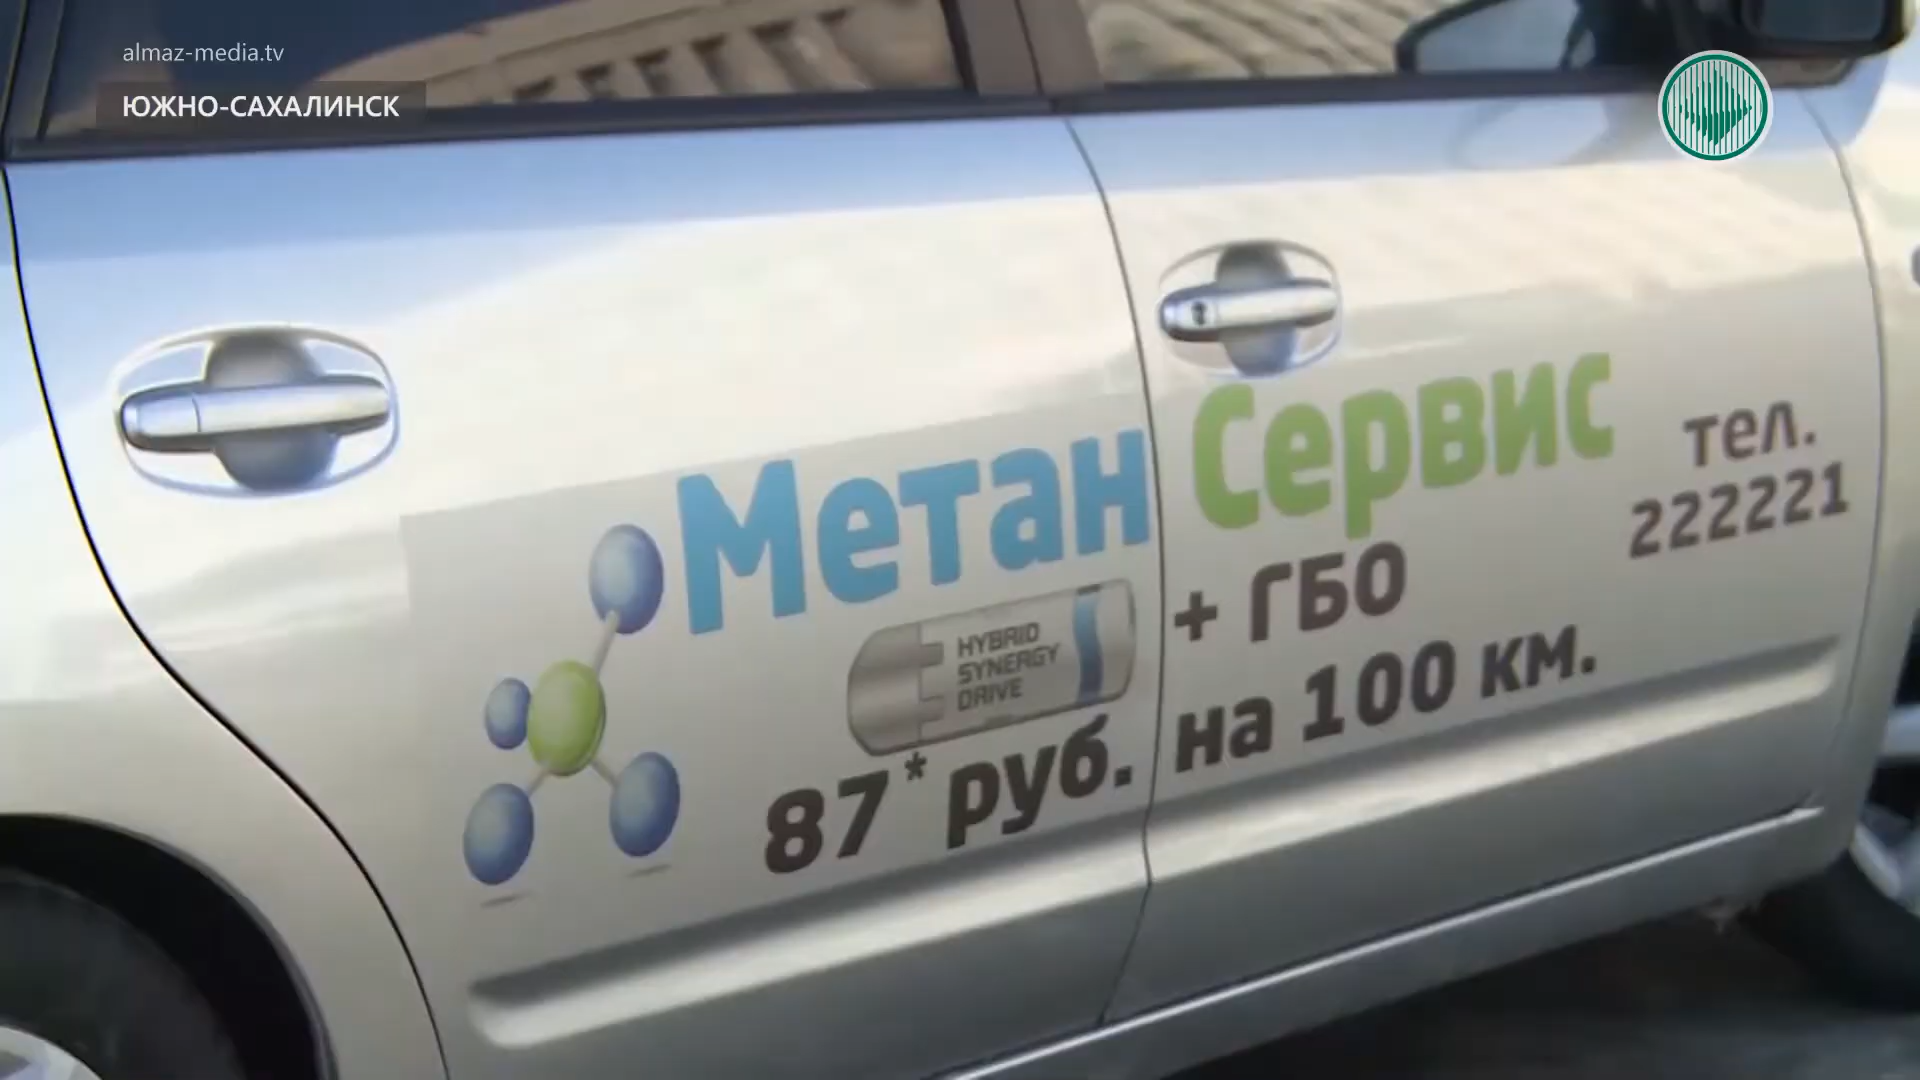 almaz-media.tv
ЮЖНО-САХАЛИНСК
Метан Сервис
тел.
222221
HYBRID
SYNERGY
DRIVE
+ ГБО
87* руб. на 100 км.